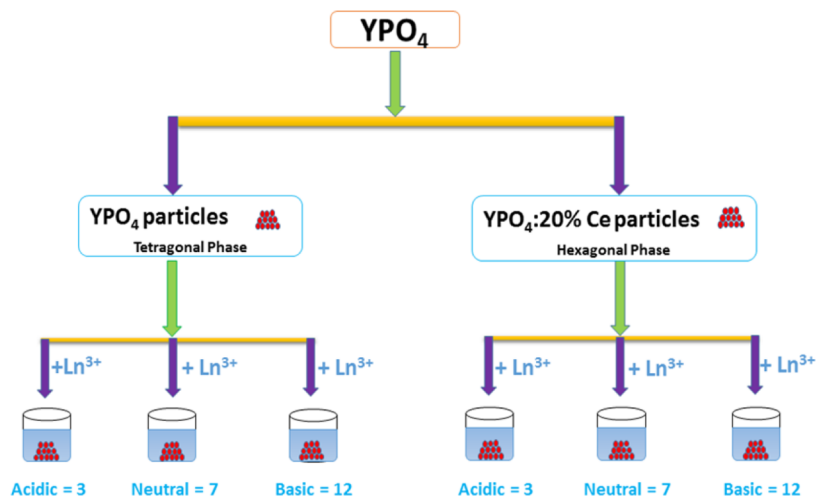 YPO₄
YPO₄ particles
Tetragonal Phase
YPO₄:20% Ce particles
Hexagonal Phase
+Ln³⁺
+ Ln³⁺
+ Ln³⁺
+ Ln³⁺
+ Ln³⁺
+ Ln³⁺
Acidic = 3
Neutral = 7
Basic = 12
Acidic = 3
Neutral = 7
Basic = 12